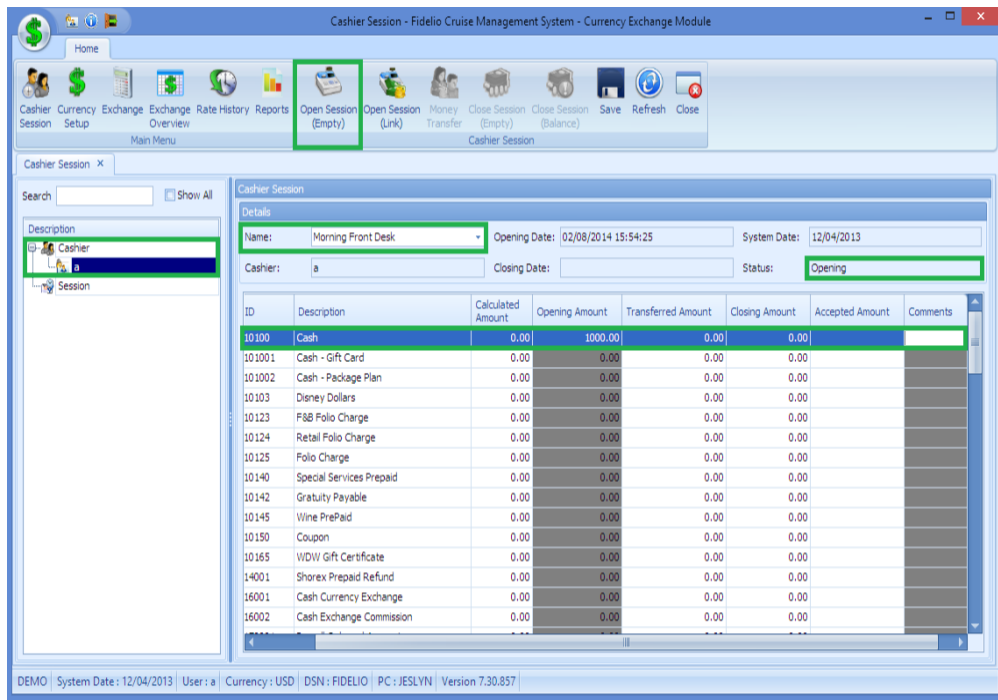 Cashier Session - Fidelio Cruise Management System - Currency Exchange Module
Home
Cashier Session
Currency Setup
Exchange
Exchange Overview
Rate History
Reports
Open Session (Empty)
Open Session (Link)
Money Transfer
Close Session (Empty)
Close Session (Balance)
Save
Refresh
Close
Main Menu
Cashier Session
Cashier Session
Search
Show All
Description
Cashier
a
Session
Cashier Session
Details
Name: Morning Front Desk Opening Date: 02/08/2014 15:54:25 System Date: 12/04/2013
Cashier: a Closing Date: Status: Opening
ID Description Calculated Amount Opening Amount Transferred Amount Closing Amount Accepted Amount Comments
10100 Cash 0.00 1000.00 0.00 0.00
101001 Cash - Gift Card 0.00 0.00 0.00 0.00
101002 Cash - Package Plan 0.00 0.00 0.00 0.00
10103 Disney Dollars 0.00 0.00 0.00 0.00
10123 F&B Folio Charge 0.00 0.00 0.00 0.00
10124 Retail Folio Charge 0.00 0.00 0.00 0.00
10125 Folio Charge 0.00 0.00 0.00 0.00
10140 Special Services Prepaid 0.00 0.00 0.00 0.00
10142 Gratuity Payable 0.00 0.00 0.00 0.00
10145 Wine PrePaid 0.00 0.00 0.00 0.00
10150 Coupon 0.00 0.00 0.00 0.00
10165 WDW Gift Certificate 0.00 0.00 0.00 0.00
14001 Shorex Prepaid Refund 0.00 0.00 0.00 0.00
16001 Cash Currency Exchange 0.00 0.00 0.00 0.00
16002 Cash Exchange Commission 0.00 0.00 0.00 0.00
DEMO System Date : 12/04/2013 User : a Currency : USD DSN : FIDELIO PC : JESLYN Version 7.30.857